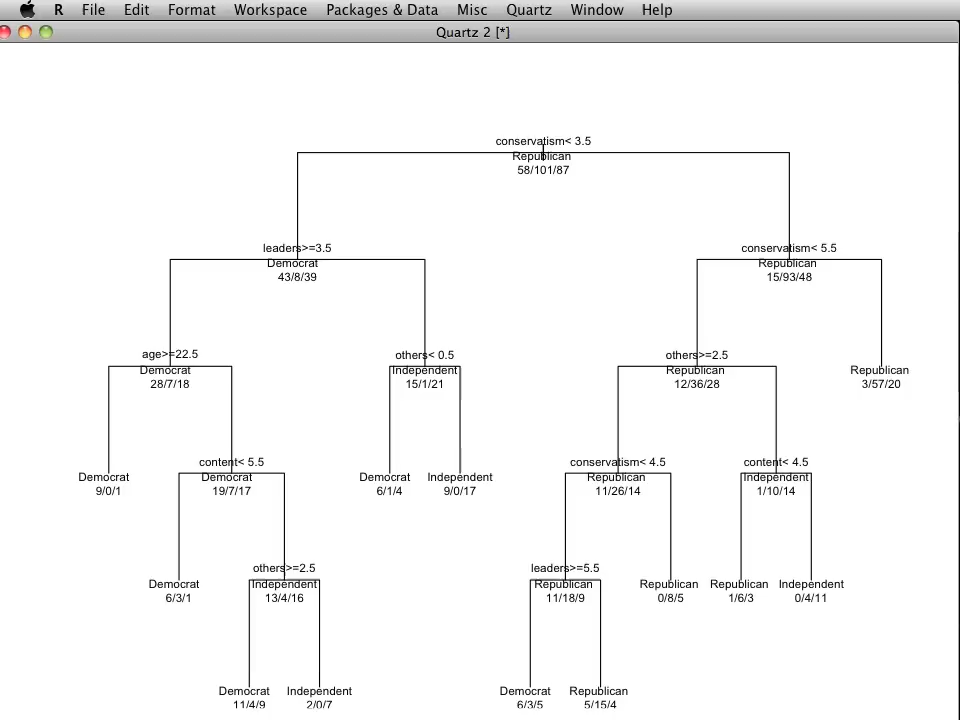 R File Edit Format Workspace Packages & Data Misc Quartz Window Help
Quartz 2 [*]
conservatism< 3.5
Republican
58/101/87
leaders>=3.5
Democrat
43/8/39
conservatism< 5.5
Republican
15/93/48
age>=22.5
Democrat
28/7/18
others< 0.5
Independent
15/1/21
others>=2.5
Republican
12/36/28
Republican
3/57/20
Democrat
9/0/1
content< 5.5
Democrat
19/7/17
Democrat
6/1/4
Independent
9/0/17
conservatism< 4.5
Republican
11/26/14
content< 4.5
Independent
1/10/14
Democrat
6/3/1
others>=2.5
Independent
13/4/16
leaders>=5.5
Republican
11/18/9
Republican
0/8/5
Republican
1/6/3
Independent
0/4/11
Democrat
11/4/9
Independent
2/0/7
Democrat
6/3/5
Republican
5/15/4